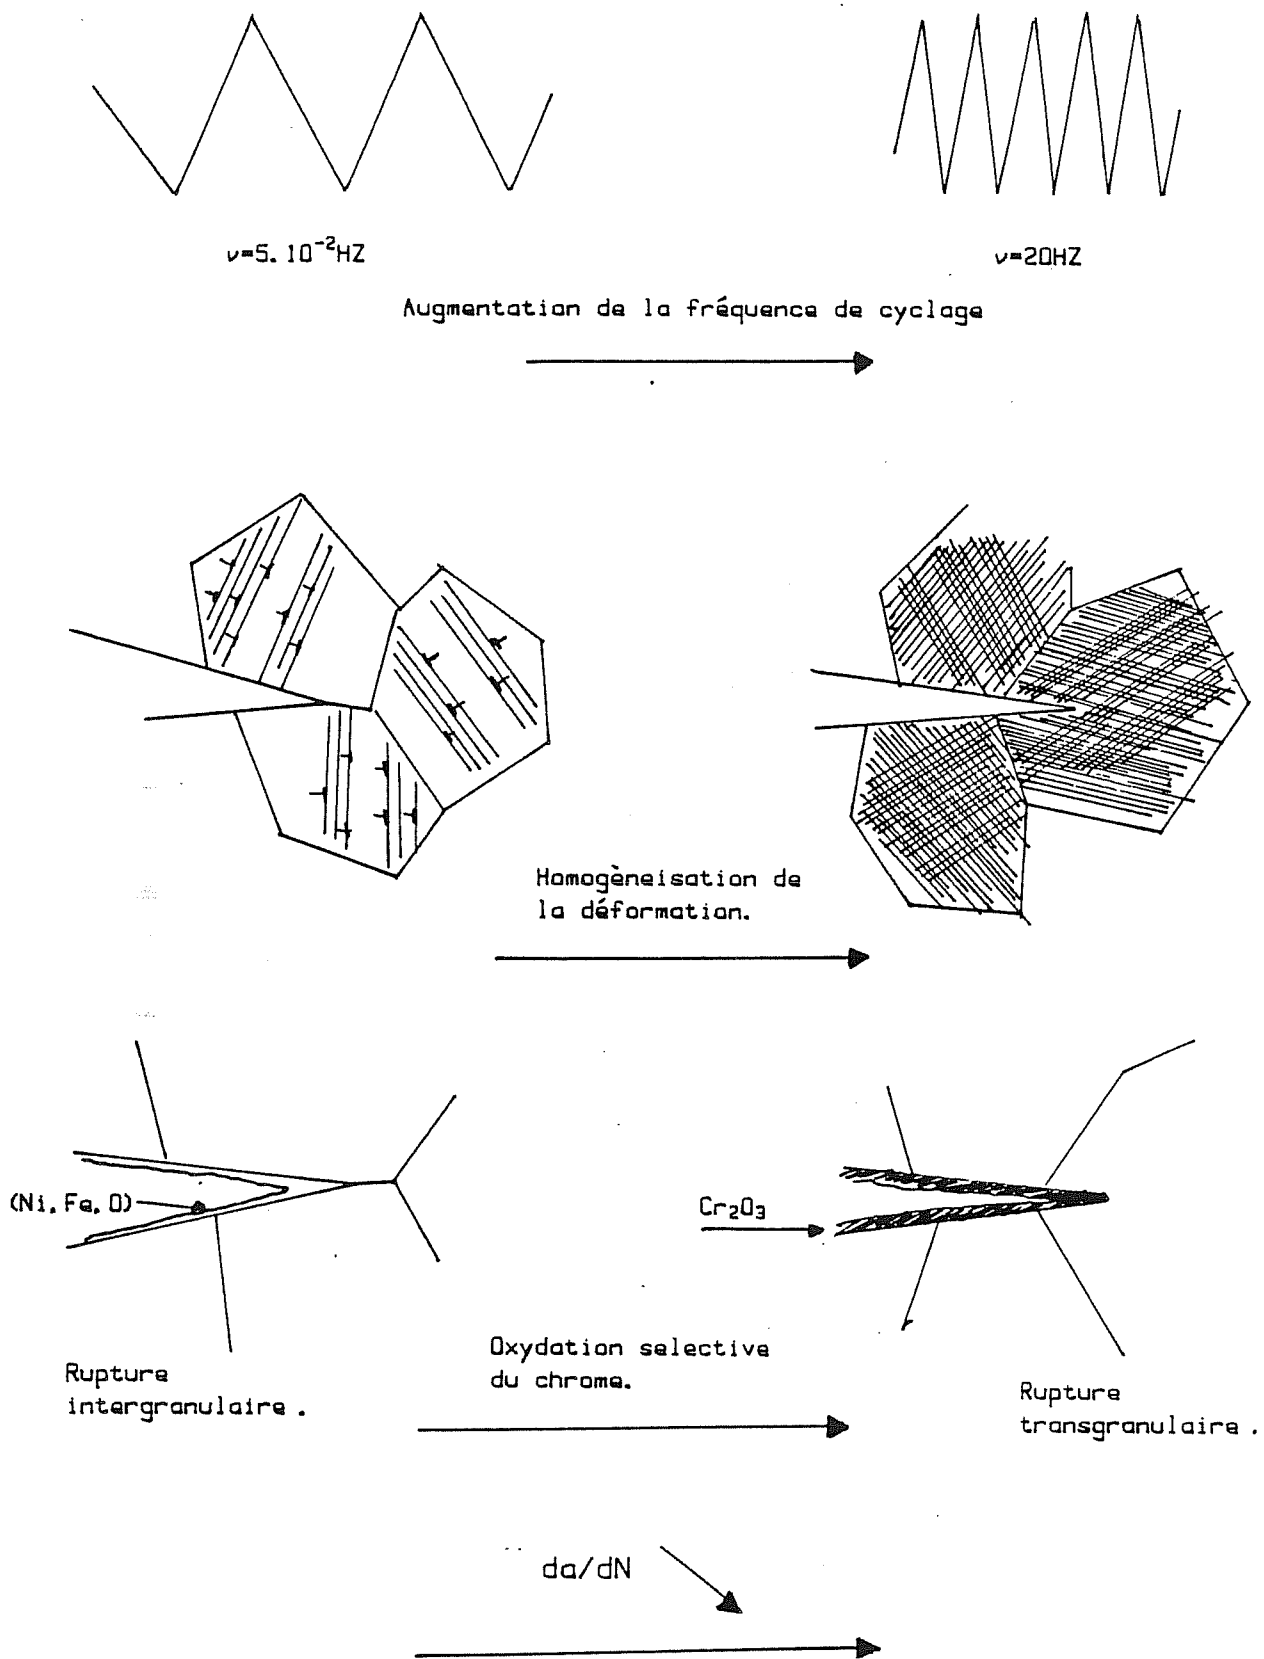 ν=5.10⁻²HZ
ν=20HZ
Augmentation de la fréquence de cyclage
Homogèneisation de
la déformation.
(Ni,Fe,O)
Cr₂O₃
Oxydation selective
du chrome.
Rupture
intergranulaire.
Rupture
transgranulaire.
da/dN